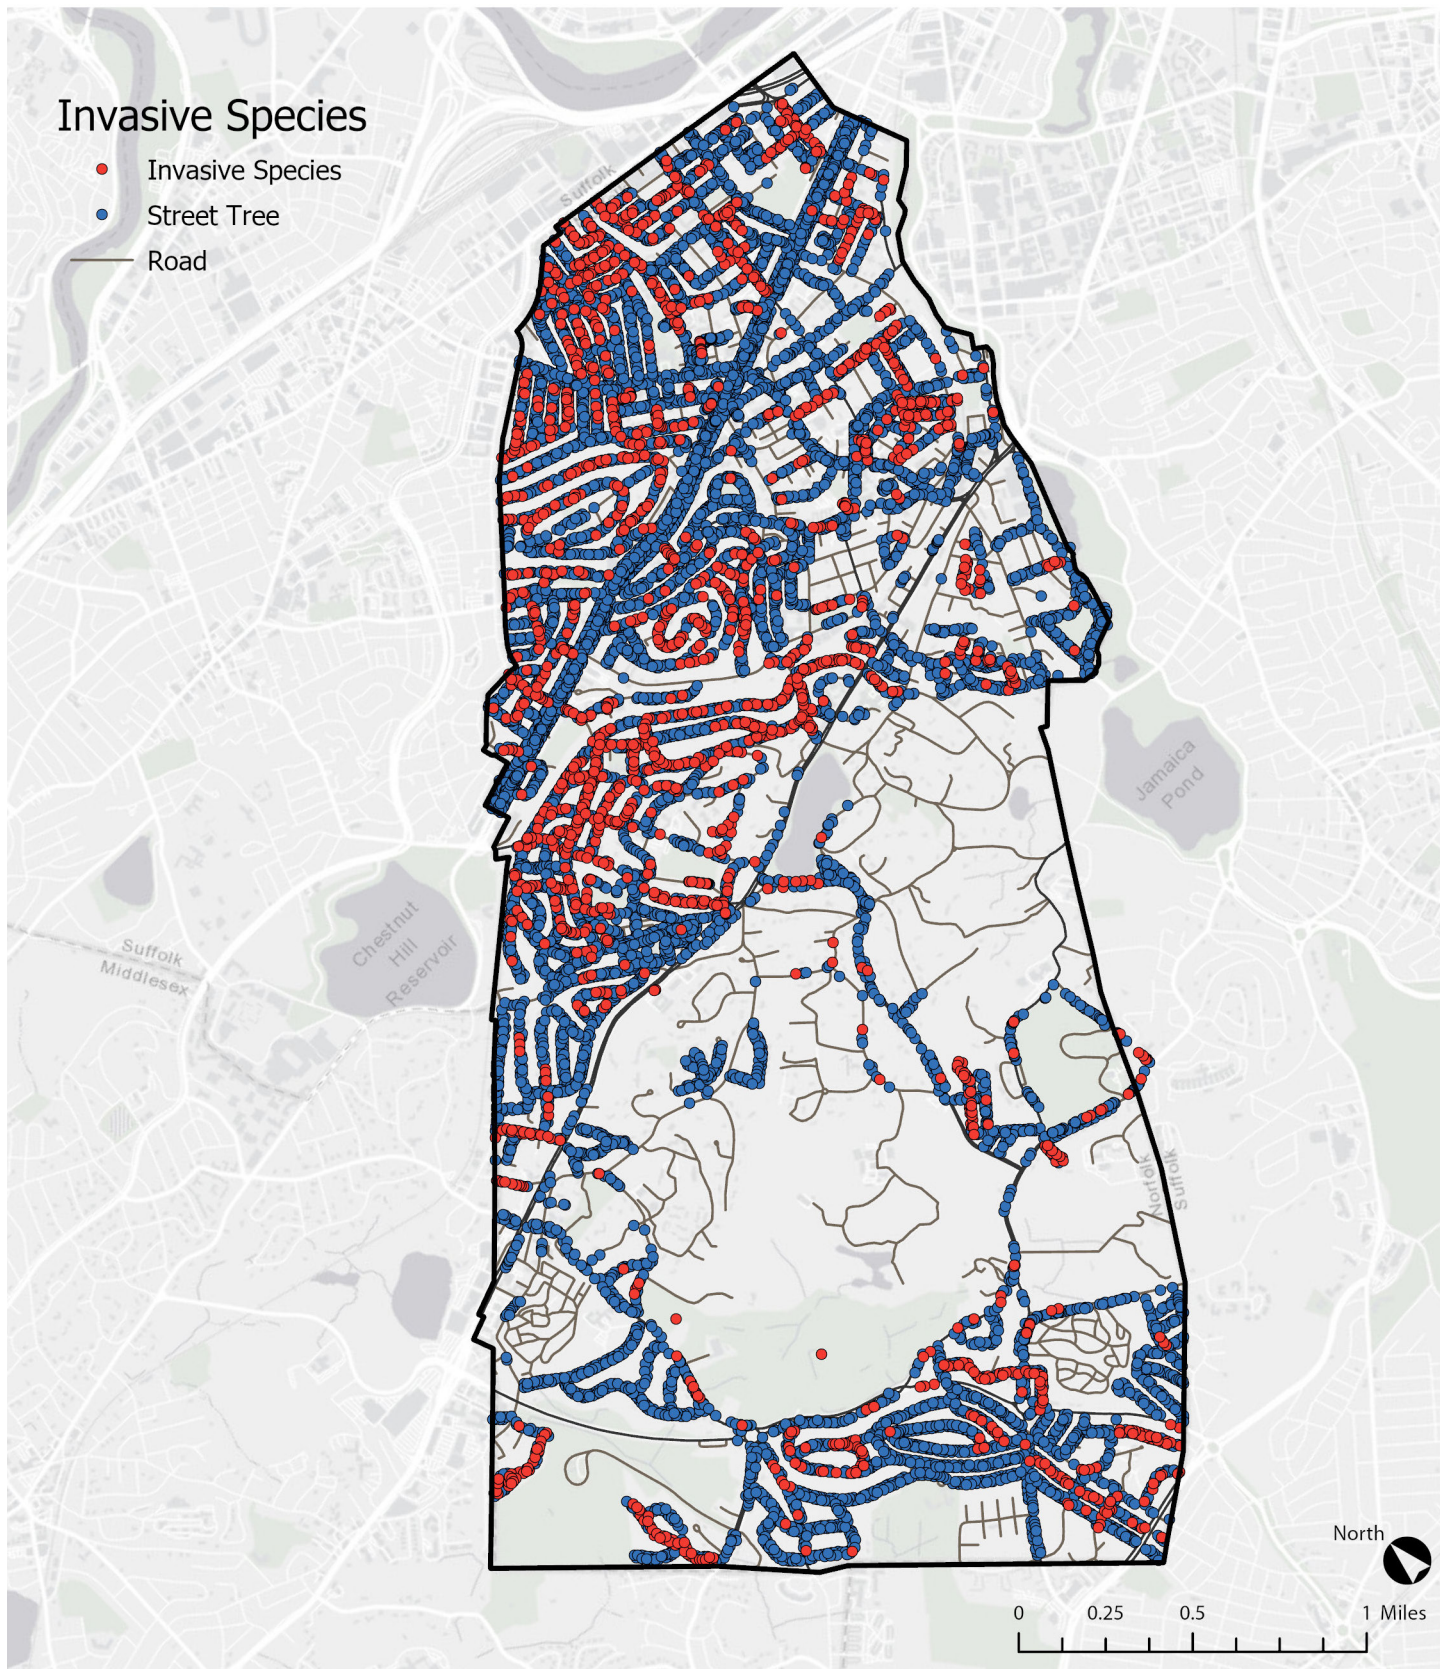 Invasive Species
Invasive Species
Street Tree
Road
Suffolk
Jamaica
Pond
Chestnut
Hill
Reservoir
Suffolk
Middlesex
Norfolk
Suffolk
North
0 0.25 0.5 1 Miles